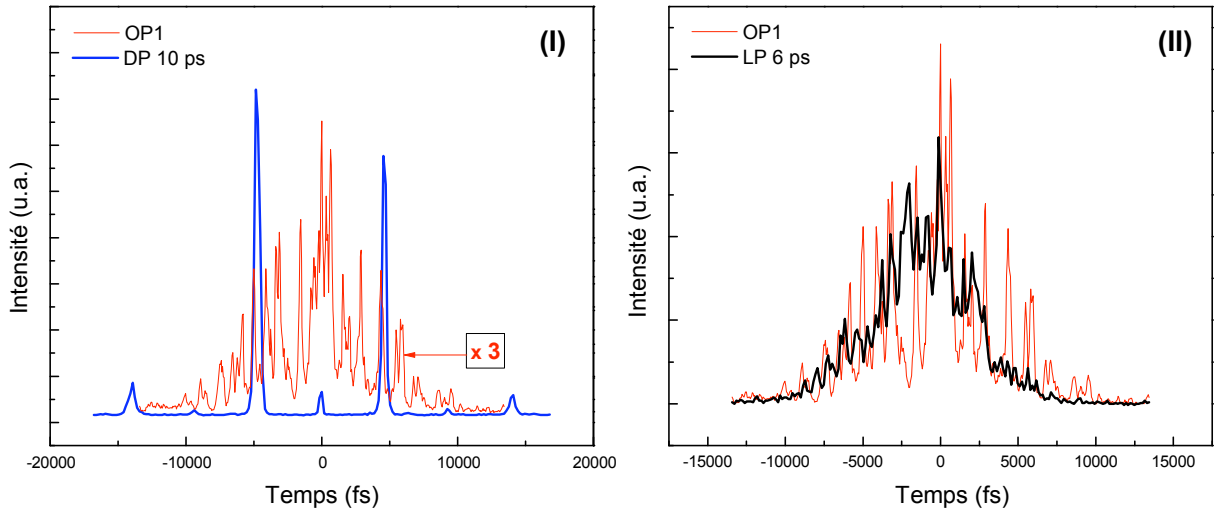 OP1
DP 10 ps
(I)
x 3
Intensité (u.a.)
-20000 -10000 0 10000 20000
Temps (fs)
OP1
LP 6 ps
(II)
Intensité (u.a.)
-15000 -10000 -5000 0 5000 10000 15000
Temps (fs)